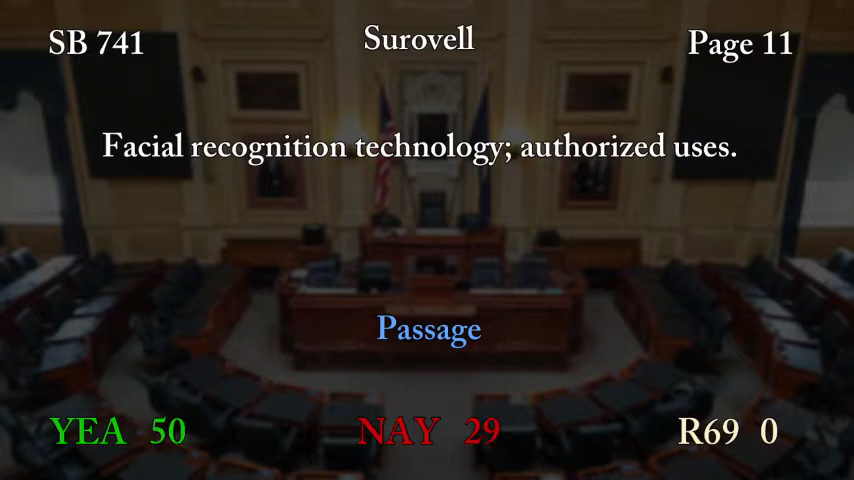 SB 741 Surovell Page 11
Facial recognition technology; authorized uses.
Passage
YEA 50 NAY 29 R69 0